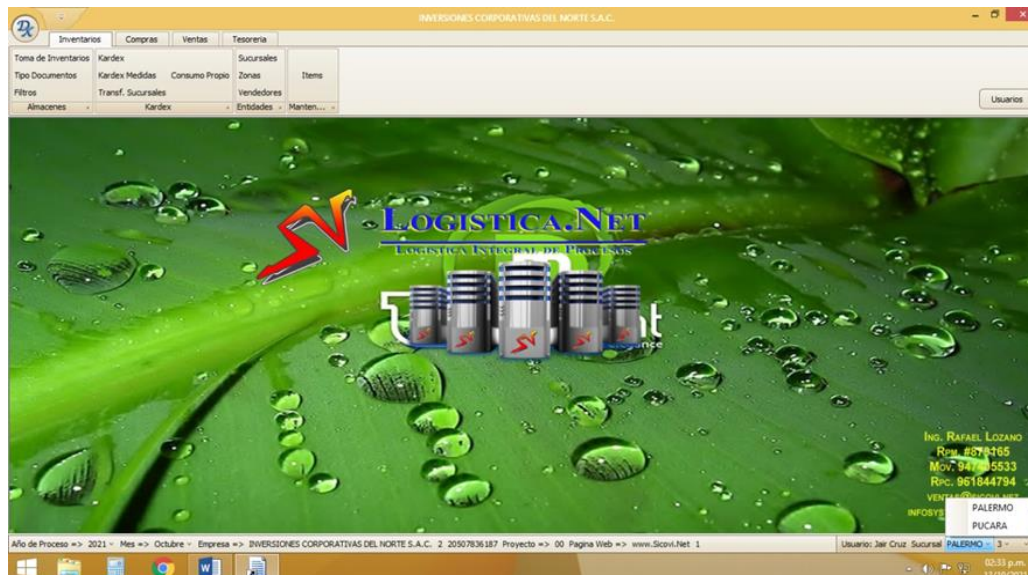 INVERSIONES CORPORATIVAS DEL NORTE S.A.C.
Inventarios Compras Ventas Tesoreria
Toma de Inventarios Kardex Sucursales
Tipo Documentos Kardex Medidas Consumo Propio Zonas Items
Filtros Transf. Sucursales Vendedores
Almacenes Kardex Entidades Manten...
Usuarios
SV
LOGISTICA.NET
LOGISTICA INTEGRAL DE PROCESOS
ING. RAFAEL LOZANO
RPM.
MOV.
RPC. 961844794
PALERMO
PUCARA
Año de Proceso => 2021 Mes => Octubre Empresa => INVERSIONES CORPORATIVAS DEL NORTE S.A.C. 2 20507836187 Proyecto => 00 Pagina Web => www.Sicovi.Net 1 Usuario: Jair Cruz Sucursal PALERMO 3
02:33 p.m.